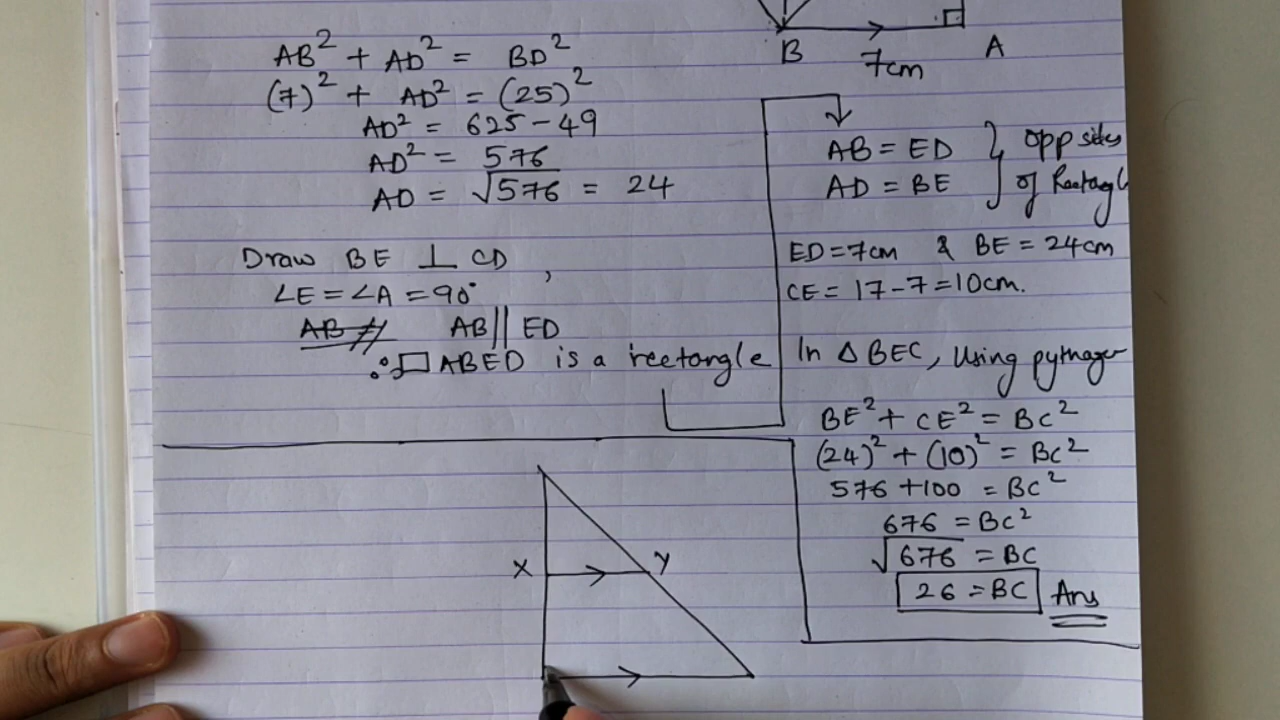 AB² + AD² = BD²
(7)² + AD² = (25)²
AD² = 625 - 49
AD² = 576
AD = √576 = 24
Draw BE ⊥ CD ,
∠E = ∠A = 90°
AB // AB || ED
∴ □ ABED is a rectangle
B 7cm A
AB = ED } opp sides
AD = BE } of Rectangle
ED = 7cm & BE = 24cm
CE = 17 - 7 = 10cm.
In △ BEC, Using
BE² + CE² = BC²
(24)² + (10)² = BC²
576 + 100 = BC²
676 = BC²
√676 = BC
26 = BC Ans
X Y